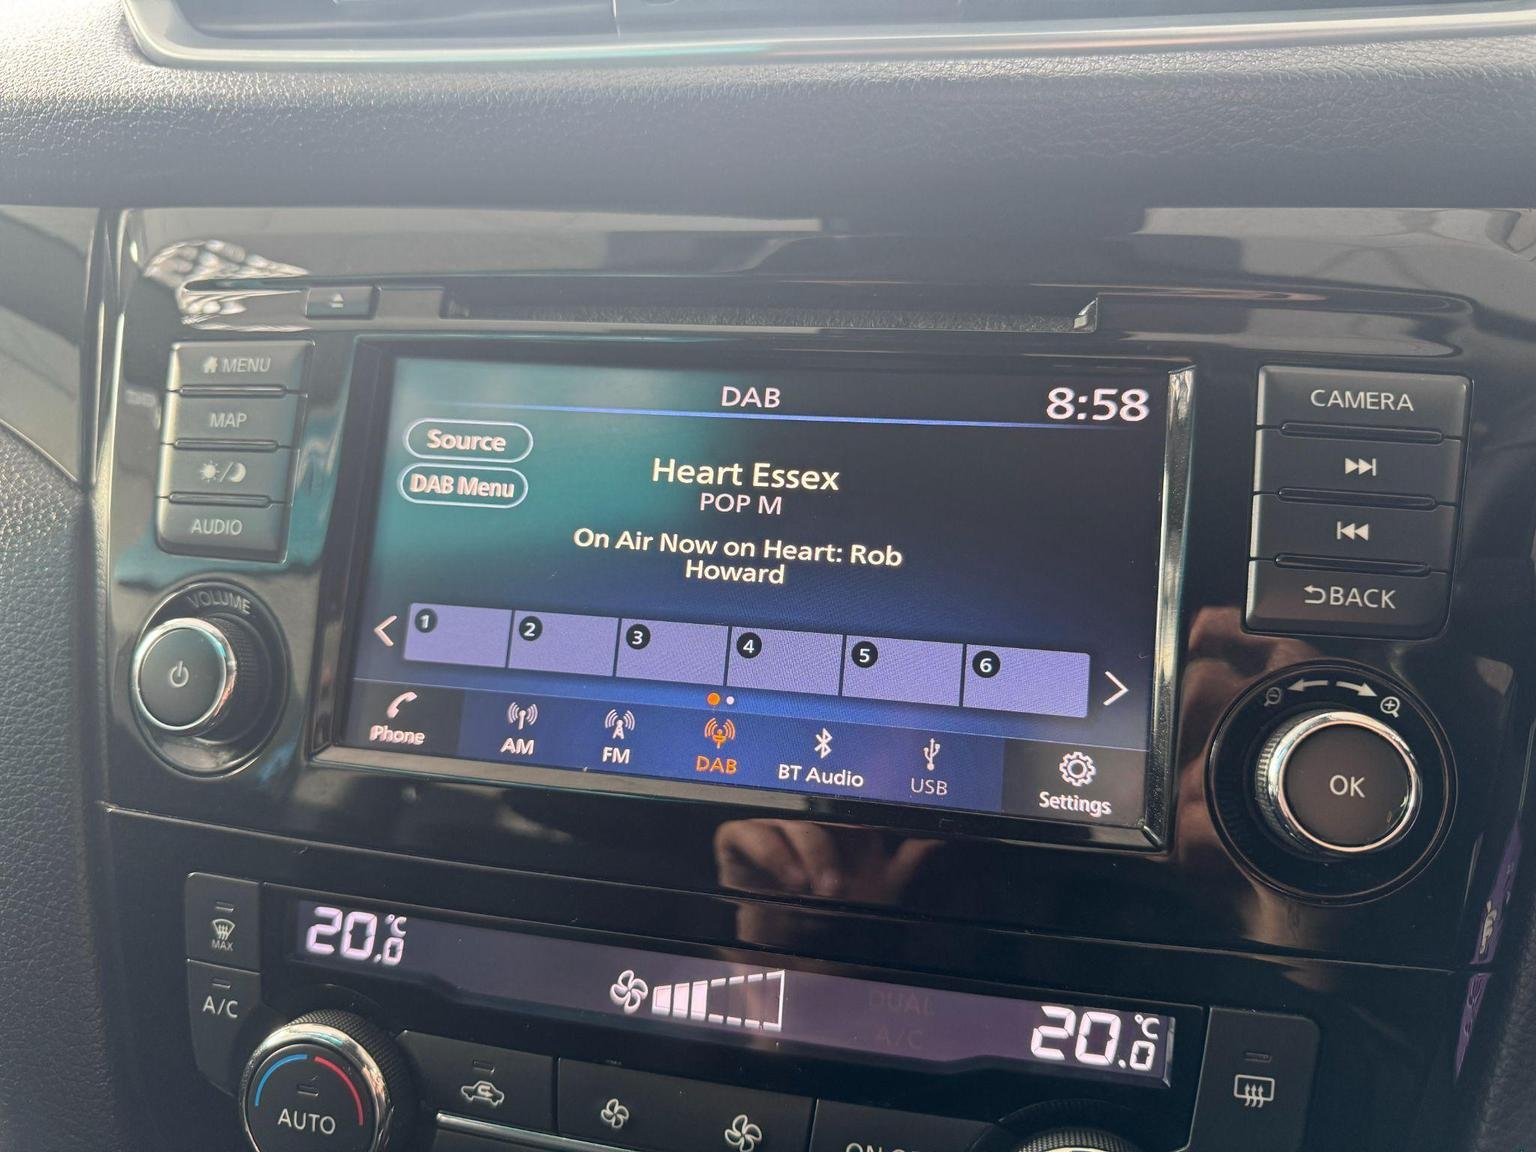 MENU
MAP
AUDIO
VOLUME
DAB
8:58
Source
DAB Menu
Heart Essex
POP M
On Air Now on Heart: Rob
Howard
1 2 3 4 5 6
Phone
AM
FM
DAB
BT Audio
USB
Settings
CAMERA
BACK
OK
MAX
A/C
20.0 °C
DUAL
A/C
20.0 °C
AUTO